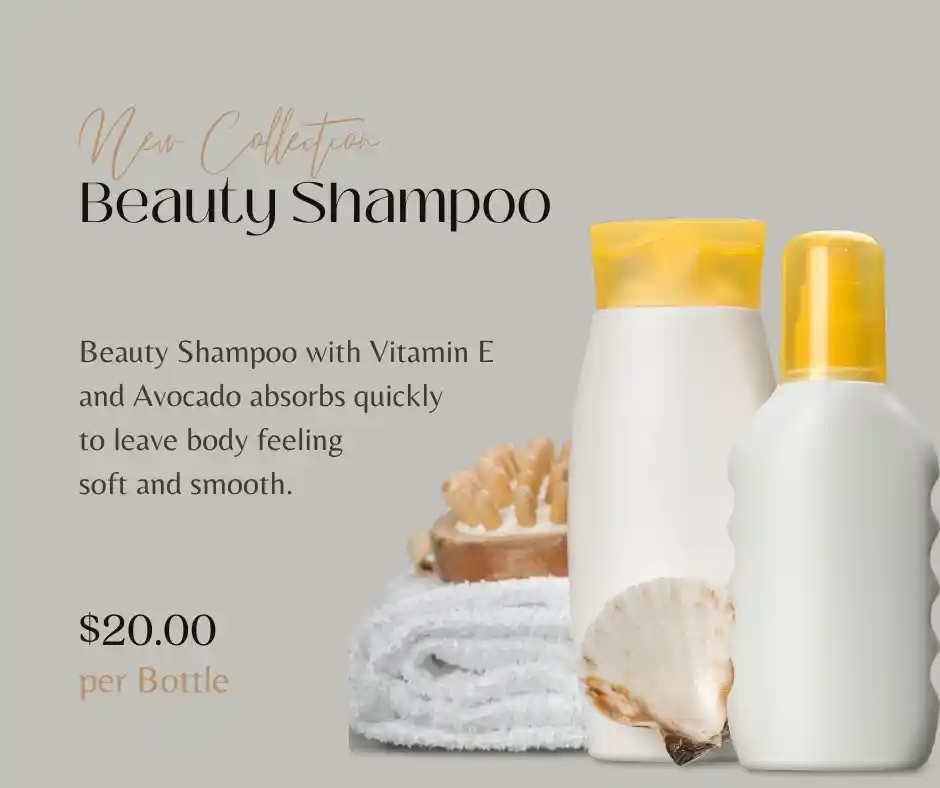 New Collection
Beauty Shampoo
Beauty Shampoo with Vitamin E
and Avocado absorbs quickly
to leave body feeling
soft and smooth.
$20.00
per Bottle